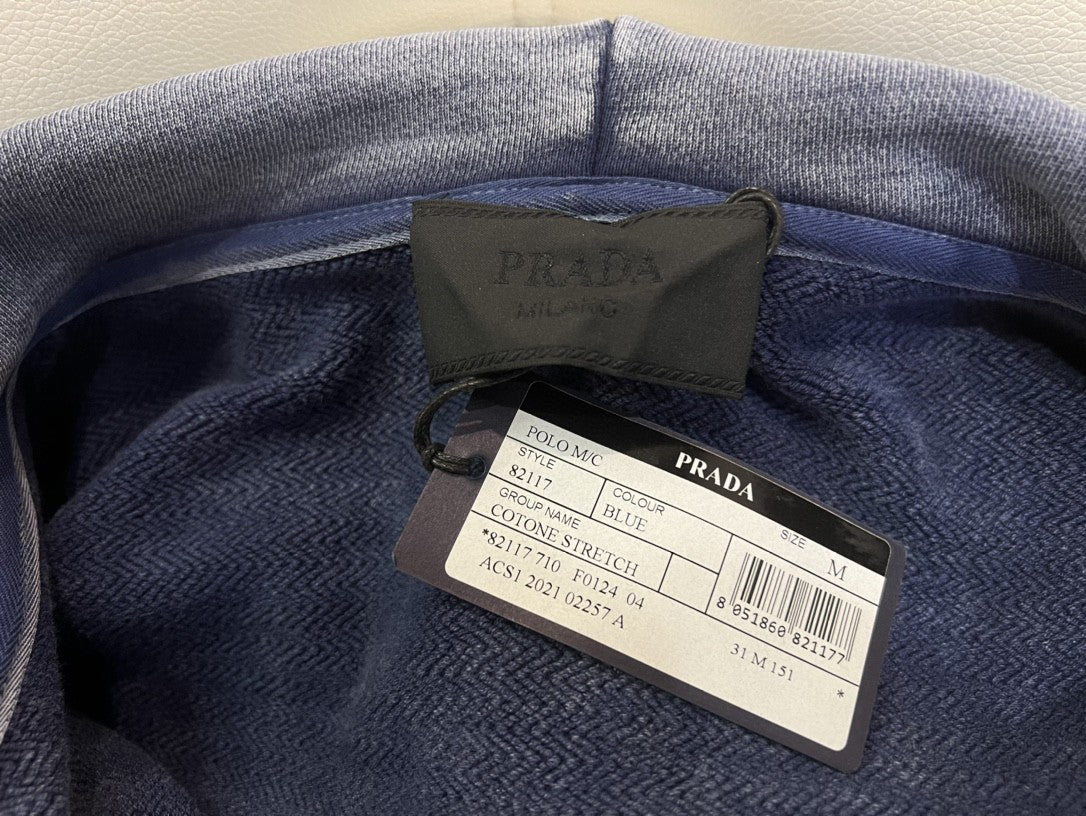 PRADA
MILANO
PRADA
POLO M/C
STYLE
82117
COLOUR
BLUE
SIZE
M
GROUP NAME
COTONE STRETCH
*82117 710 F0124 04
ACS1 2021 02257 A
8 051860 821177
31 M 151
*